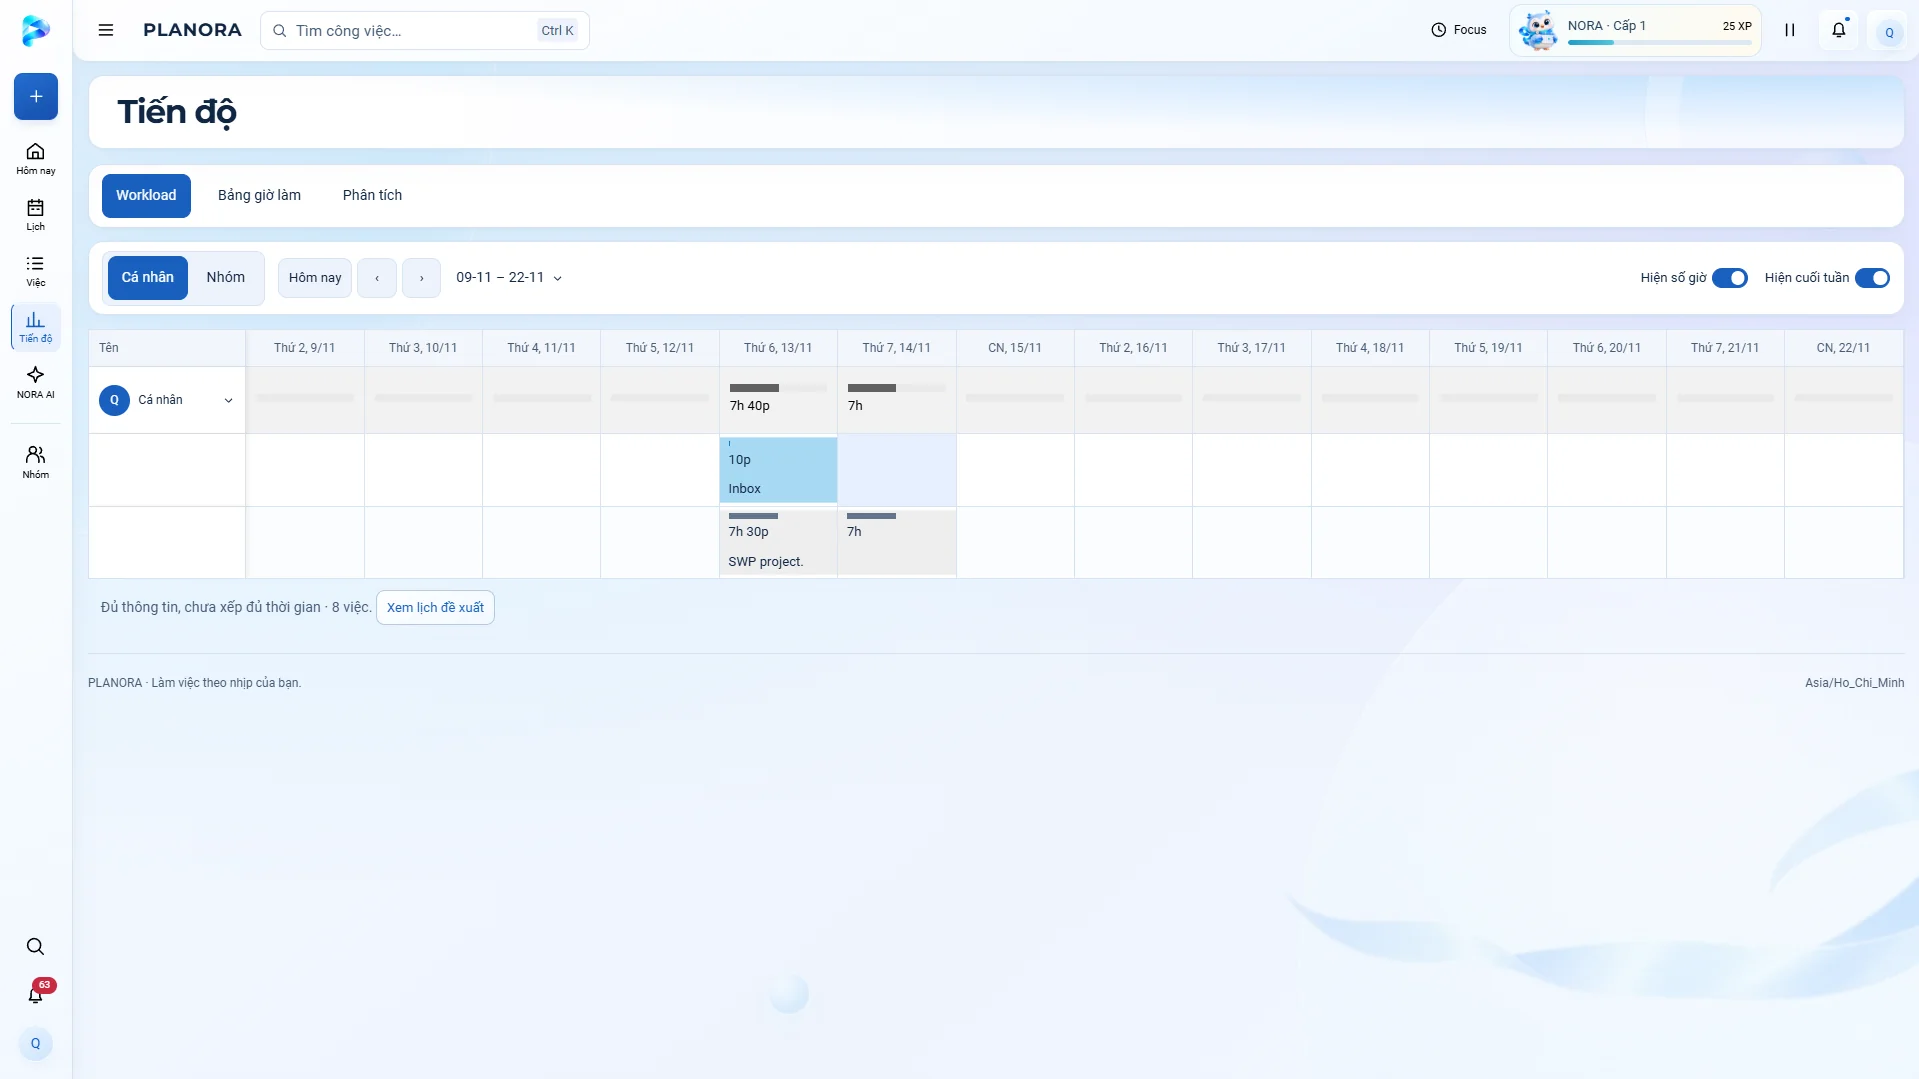 PLANORA
Tìm công việc...
Ctrl K
Focus
NORA · Cấp 1
25 XP
Q
Hôm nay
Lịch
Việc
Tiến độ
NORA AI
Nhóm
63
Q
Tiến độ
Workload
Bảng giờ làm
Phân tích
Cá nhân
Nhóm
Hôm nay
‹
›
09-11 – 22-11
Hiện số giờ
Hiện cuối tuần
Tên
Thứ 2, 9/11
Thứ 3, 10/11
Thứ 4, 11/11
Thứ 5, 12/11
Thứ 6, 13/11
Thứ 7, 14/11
CN, 15/11
Thứ 2, 16/11
Thứ 3, 17/11
Thứ 4, 18/11
Thứ 5, 19/11
Thứ 6, 20/11
Thứ 7, 21/11
CN, 22/11
Q
Cá nhân
7h 40p
7h
10p
Inbox
7h 30p
7h
SWP project.
Đủ thông tin, chưa xếp đủ thời gian · 8 việc.
Xem lịch đề xuất
PLANORA · Làm việc theo nhịp của bạn.
Asia/Ho_Chi_Minh